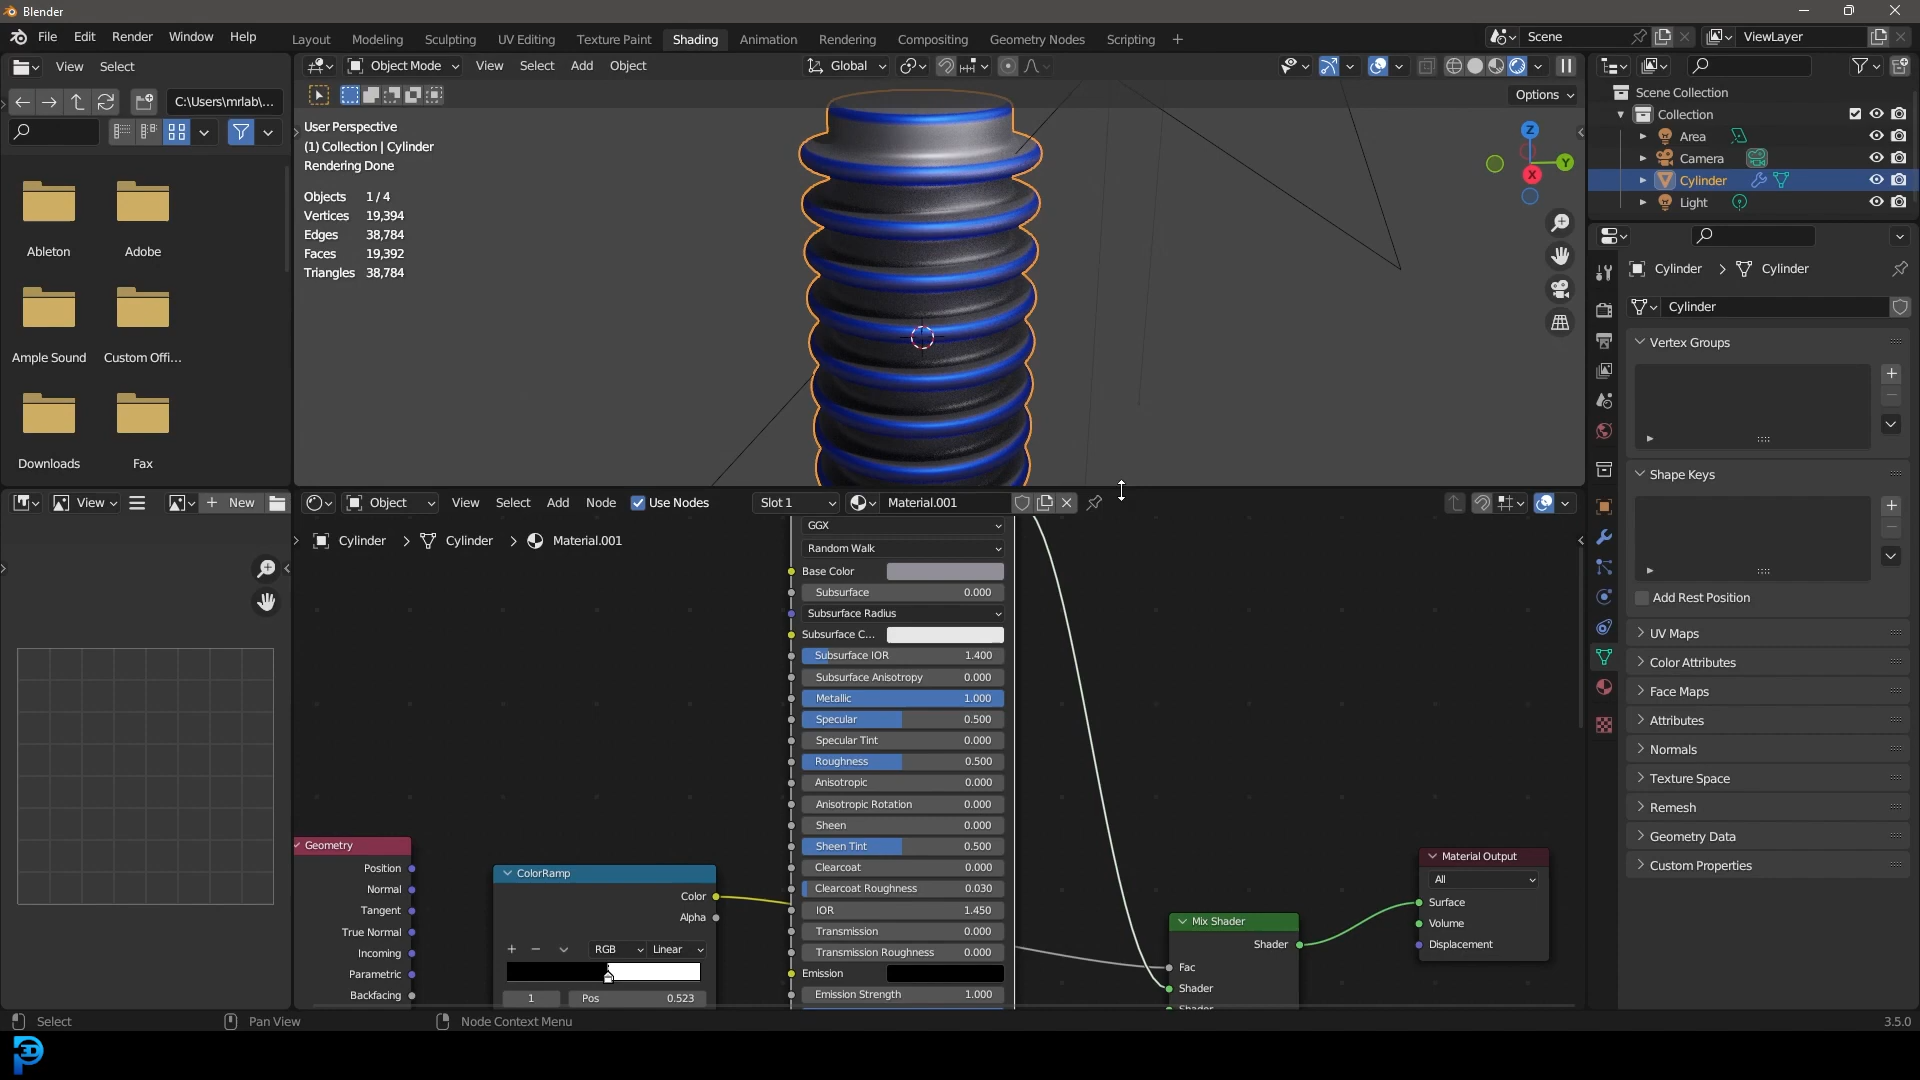 Blender
File Edit Render Window Help
Layout Modeling Sculpting UV Editing Texture Paint Shading Animation Rendering Compositing Geometry Nodes Scripting +
Scene
ViewLayer
View Select
Object Mode View Select Add Object
Global
C:\Users\mrlab\...
Options
User Perspective
(1) Collection | Cylinder
Rendering Done
Objects 1/4
Vertices 19,394
Edges 38,784
Faces 19,392
Triangles 38,784
Z
Y
X
Ableton
Adobe
Ample Sound
Custom Offi...
Downloads
Fax
Scene Collection
Collection
Area
Camera
Cylinder
Light
Cylinder > Cylinder
Cylinder
Vertex Groups
Shape Keys
Add Rest Position
UV Maps
Color Attributes
Face Maps
Attributes
Normals
Texture Space
Remesh
Geometry Data
Custom Properties
View
+ New
Object View Select Add Node Use Nodes
Slot 1
Material.001
Cylinder > Cylinder > Material.001
GGX
Random Walk
Base Color
Subsurface 0.000
Subsurface Radius
Subsurface C...
Subsurface IOR 1.400
Subsurface Anisotropy 0.000
Metallic 1.000
Specular 0.500
Specular Tint 0.000
Roughness 0.500
Anisotropic 0.000
Anisotropic Rotation 0.000
Sheen 0.000
Sheen Tint 0.500
Clearcoat 0.000
Clearcoat Roughness 0.030
IOR 1.450
Transmission 0.000
Transmission Roughness 0.000
Emission
Emission Strength 1.000
Geometry
Position
Normal
Tangent
True Normal
Incoming
Parametric
Backfacing
ColorRamp
Color
Alpha
RGB Linear
1 Pos 0.523
Mix Shader
Shader
Fac
Shader
Shader
Material Output
All
Surface
Volume
Displacement
Select
Pan View
Node Context Menu
3.5.0